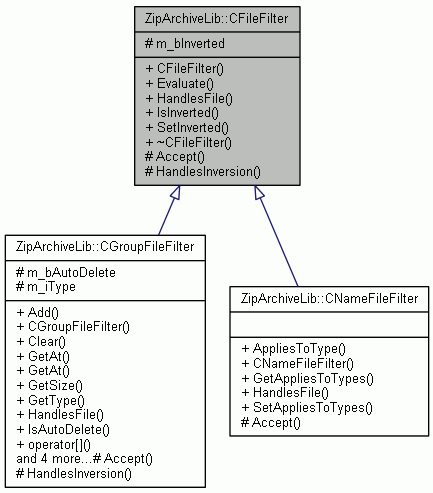 ZipArchiveLib::CFileFilter
# m_bInverted
+ CFileFilter()
+ Evaluate()
+ HandlesFile()
+ IsInverted()
+ SetInverted()
+ ~CFileFilter()
# Accept()
# HandlesInversion()
ZipArchiveLib::CGroupFileFilter
# m_bAutoDelete
# m_iType
+ Add()
+ CGroupFileFilter()
+ Clear()
+ GetAt()
+ GetAt()
+ GetSize()
+ GetType()
+ HandlesFile()
+ IsAutoDelete()
+ operator[]()
and 4 more...# Accept()
# HandlesInversion()
ZipArchiveLib::CNameFileFilter
+ AppliesToType()
+ CNameFileFilter()
+ GetAppliesToTypes()
+ HandlesFile()
+ SetAppliesToTypes()
# Accept()